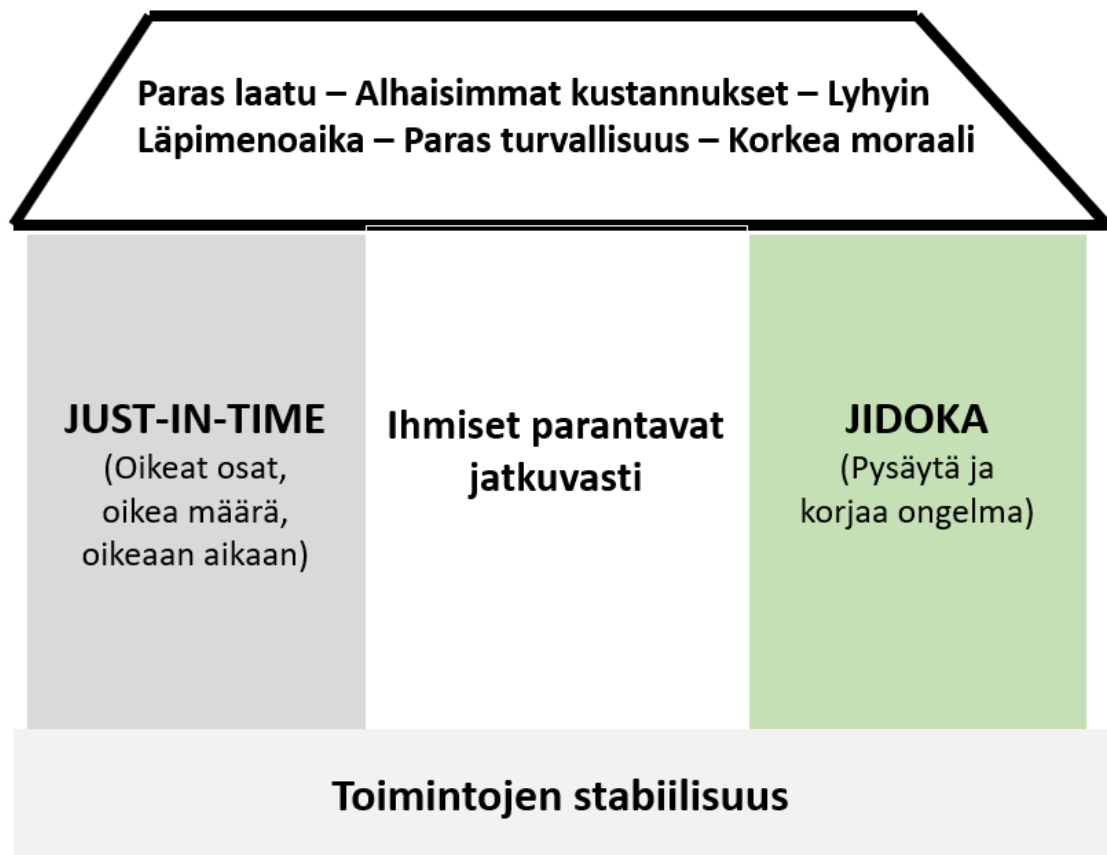 Paras laatu – Alhaisimmat kustannukset – Lyhyin
Läpimenoaika – Paras turvallisuus – Korkea moraali
JUST-IN-TIME
(Oikeat osat,
oikea määrä,
oikeaan aikaan)
Ihmiset parantavat
jatkuvasti
JIDOKA
(Pysäytä ja
korjaa ongelma)
Toimintojen stabiilisuus